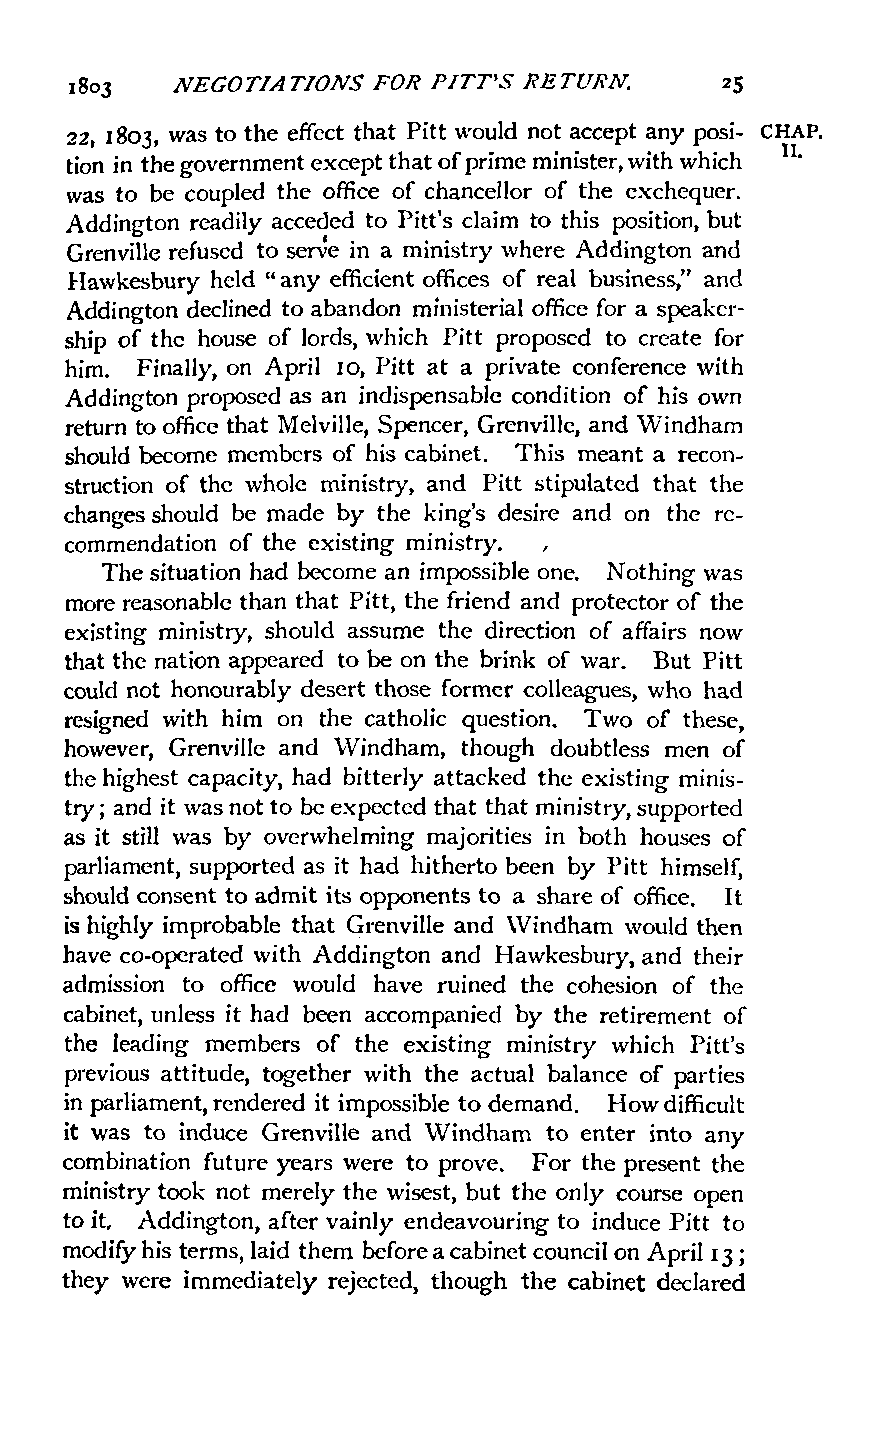 1803 NEGOTIATIONS FOR PITT'S RETURN. 25
22, 1803, was to the effect that Pitt would not accept any posi- CHAP.
tion in the government except that of prime minister, with which II.
was to be coupled the office of chancellor of the exchequer.
Addington readily acceded to Pitt's claim to this position, but
Grenville refused to serve in a ministry where Addington and
Hawkesbury held "any efficient offices of real business," and
Addington declined to abandon ministerial office for a speaker-
ship of the house of lords, which Pitt proposed to create for
him. Finally, on April 10, Pitt at a private conference with
Addington proposed as an indispensable condition of his own
return to office that Melville, Spencer, Grenville, and Windham
should become members of his cabinet. This meant a recon-
struction of the whole ministry, and Pitt stipulated that the
changes should be made by the king's desire and on the re-
commendation of the existing ministry.
The situation had become an impossible one. Nothing was
more reasonable than that Pitt, the friend and protector of the
existing ministry, should assume the direction of affairs now
that the nation appeared to be on the brink of war. But Pitt
could not honourably desert those former colleagues, who had
resigned with him on the catholic question. Two of these,
however, Grenville and Windham, though doubtless men of
the highest capacity, had bitterly attacked the existing minis-
try; and it was not to be expected that that ministry, supported
as it still was by overwhelming majorities in both houses of
parliament, supported as it had hitherto been by Pitt himself,
should consent to admit its opponents to a share of office. It
is highly improbable that Grenville and Windham would then
have co-operated with Addington and Hawkesbury, and their
admission to office would have ruined the cohesion of the
cabinet, unless it had been accompanied by the retirement of
the leading members of the existing ministry which Pitt's
previous attitude, together with the actual balance of parties
in parliament, rendered it impossible to demand. How difficult
it was to induce Grenville and Windham to enter into any
combination future years were to prove. For the present the
ministry took not merely the wisest, but the only course open
to it. Addington, after vainly endeavouring to induce Pitt to
modify his terms, laid them before a cabinet council on April 13;
they were immediately rejected, though the cabinet declared